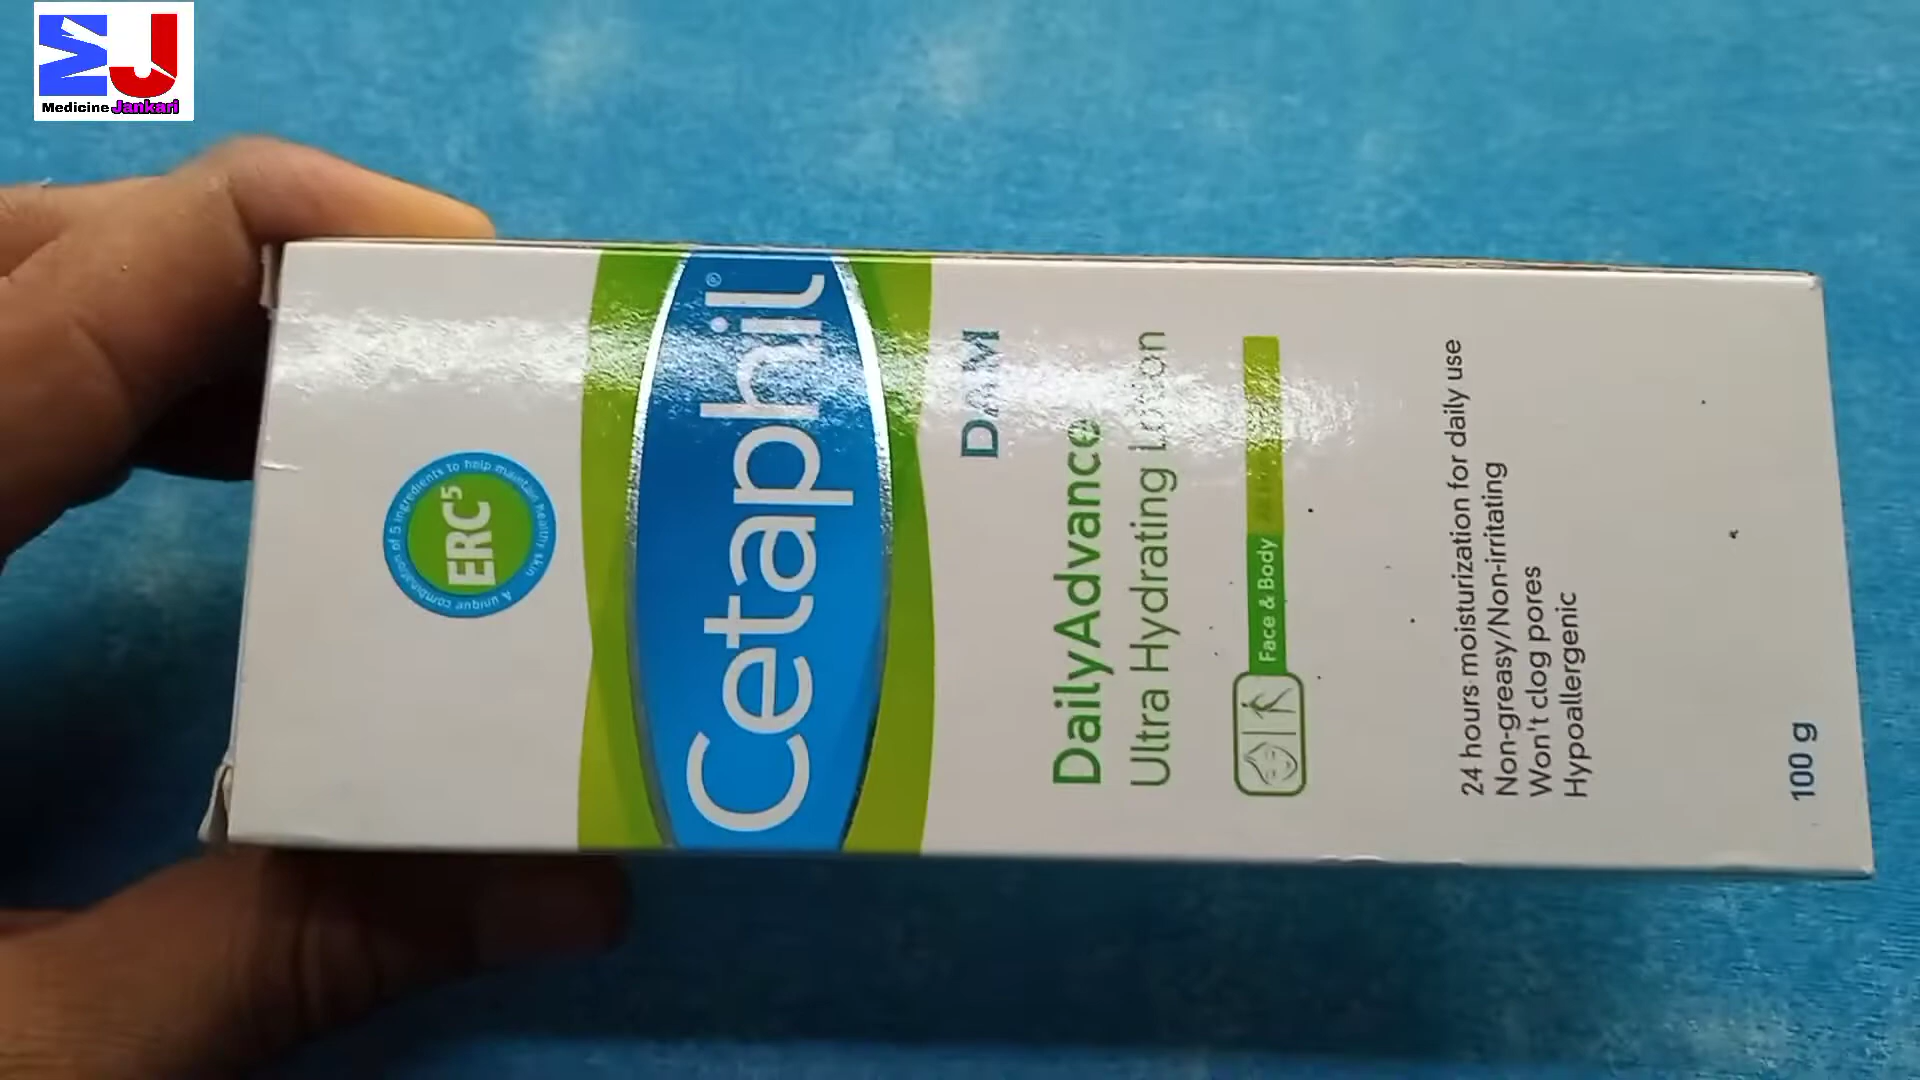 MJ
Medicine Jankari
A unique combination of 5 ingredients to help maintain healthy skin
ERC5
Cetaphil®
DAM
DailyAdvance
Ultra Hydrating Lotion
Face & Body
24 hours moisturization for daily use
Non-greasy/Non-irritating
Won't clog pores
Hypoallergenic
100 g